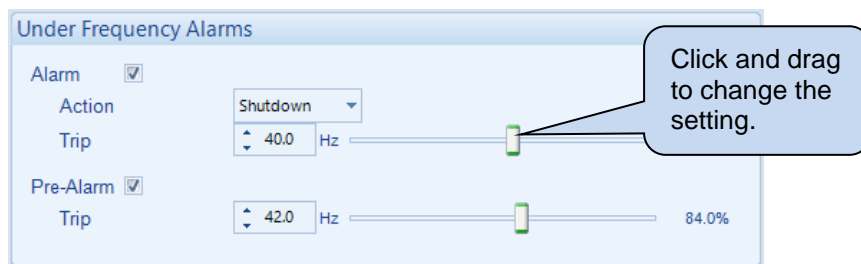 Under Frequency Alarms
Click and drag
to change the
setting.
Alarm
Action Shutdown
Trip 40.0 Hz
Pre-Alarm
Trip 42.0 Hz 84.0%